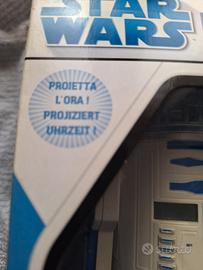 STAR
WARS
PROIETTA
L'ORA!
PROJIZIERT
UHRZEIT!